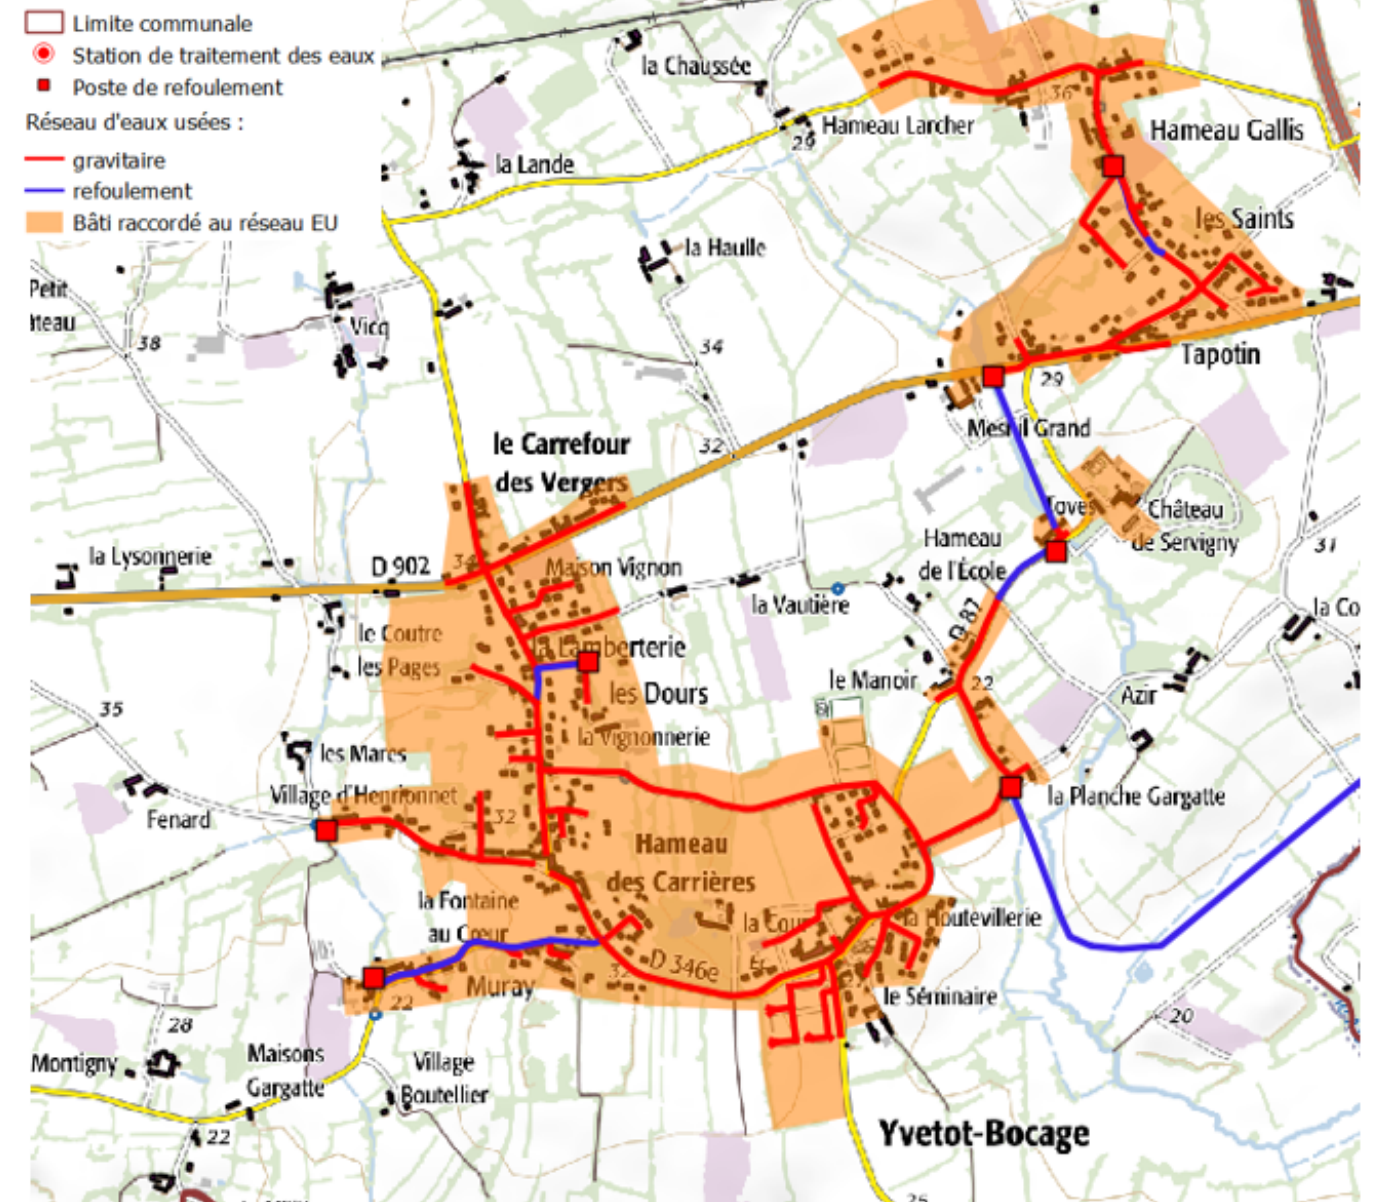 Limite communale
Station de traitement des eaux
Poste de refoulement
Réseau d'eaux usées :
gravitaire
refoulement
Bâti raccordé au réseau EU
la Chaussée
36
Hameau Larcher
Hameau Gallis
29
la Lande
les Saints
la Haulle
Petit
Vicq
38
34
Tapotin
29
Mesnil Grand
le Carrefour
des Vergers
32
Château
de Servigny
Hameau
de l'École
31
la Lysonnerie
D 902
34
Maison Vignon
la Vautière
la Co
D 87
le Coutre
les Pages
la Lamberterie
les Dours
le Manoir
22
Azir
35
la Vignonnerie
les Mares
Village d'Henrionnet
la Planche Gargatte
Fenard
32
Hameau
des Carrières
la Fontaine
au Cœur
la Cour
la Houtevillerie
D 346e
32
Muray
le Séminaire
22
20
28
Montigny
Maisons
Gargatte
Village
Boutellier
22
Yvetot-Bocage